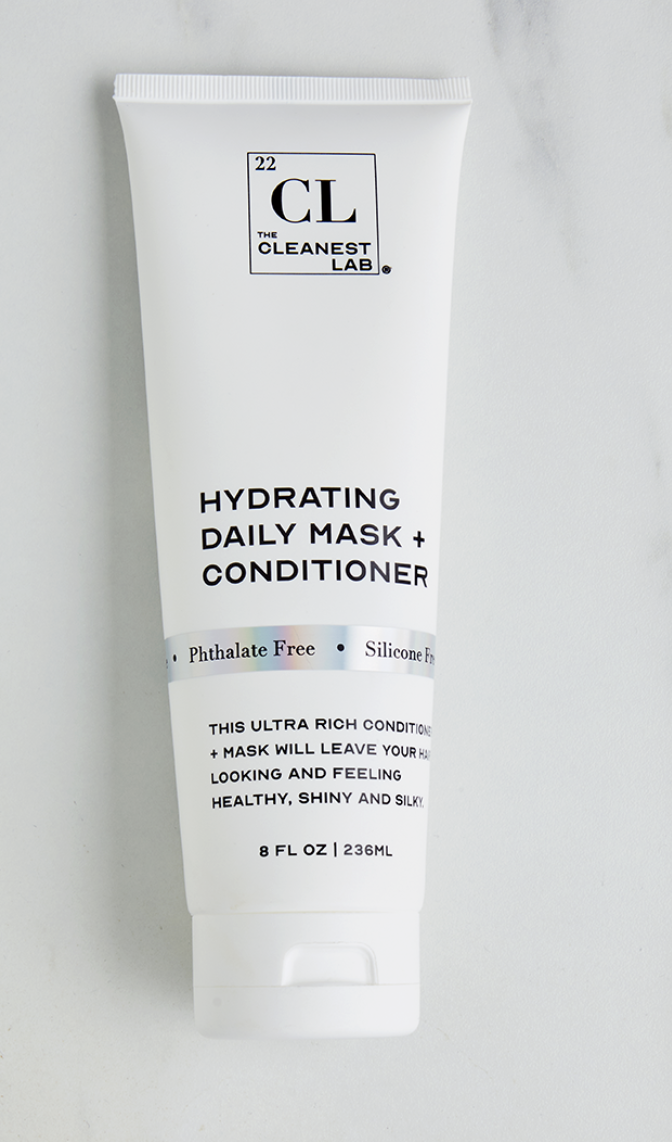 22
CL
THE
CLEANEST
LAB®
HYDRATING
DAILY MASK +
CONDITIONER
• Phthalate Free • Silicone
THIS ULTRA RICH
+ MASK WILL LEAVE YOUR
LOOKING AND FEELING
HEALTHY, SHINY AND SILKY.
8 FL OZ | 236ML